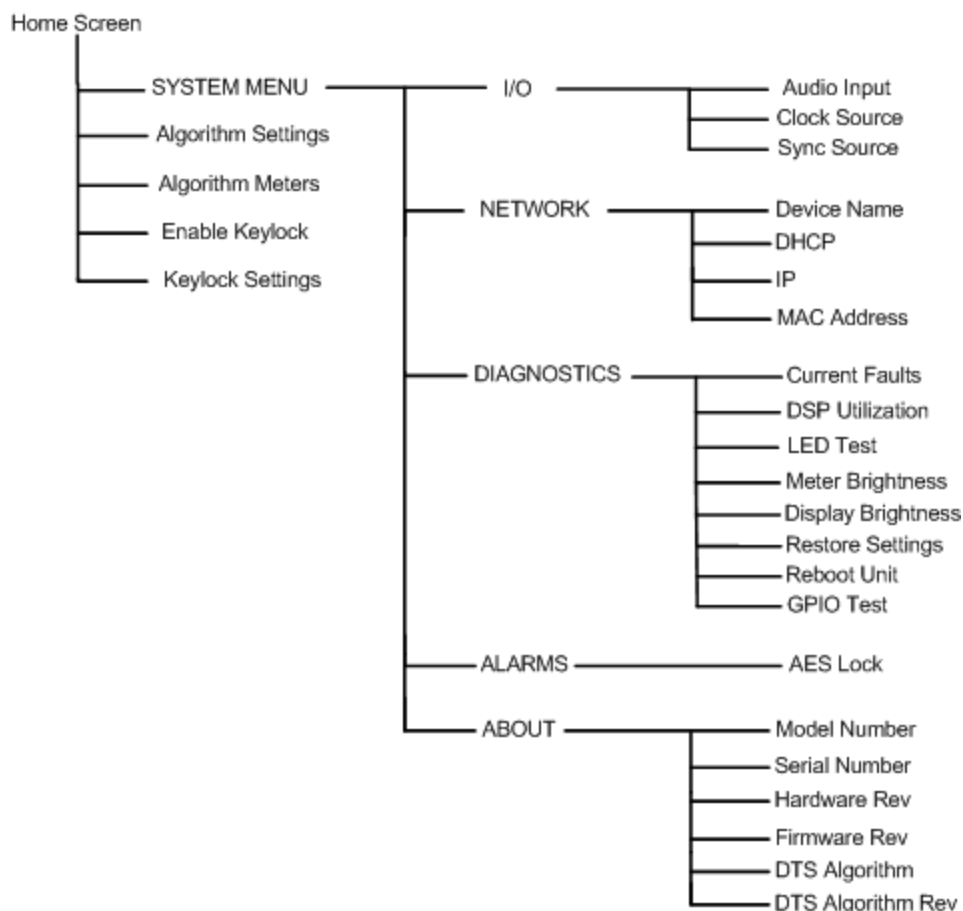 Home Screen
SYSTEM MENU
Algorithm Settings
Algorithm Meters
Enable Keylock
Keylock Settings
I/O
Audio Input
Clock Source
Sync Source
NETWORK
Device Name
DHCP
IP
MAC Address
DIAGNOSTICS
Current Faults
DSP Utilization
LED Test
Meter Brightness
Display Brightness
Restore Settings
Reboot Unit
GPIO Test
ALARMS
AES Lock
ABOUT
Model Number
Serial Number
Hardware Rev
Firmware Rev
DTS Algorithm
DTS Algorithm Rev